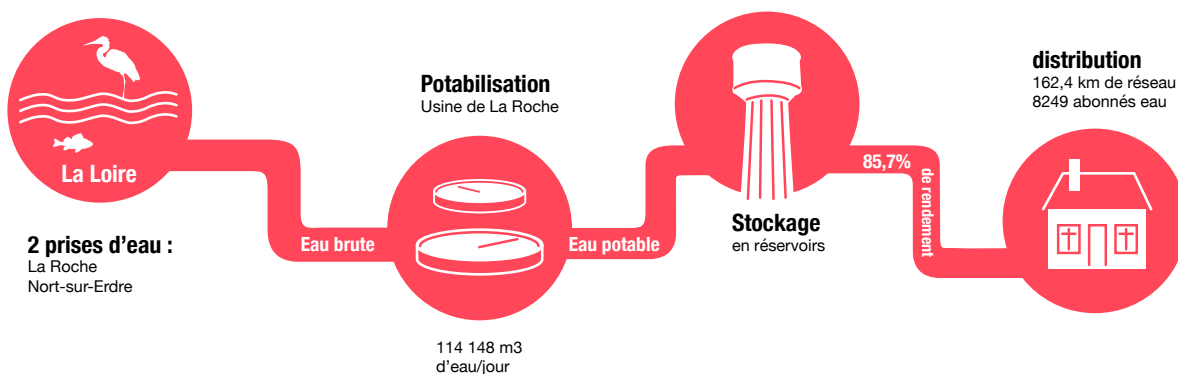 La Loire
2 prises d'eau :
La Roche
Nort-sur-Erdre
Eau brute
Potabilisation
Usine de La Roche
114 148 m3
d'eau/jour
Eau potable
Stockage
en réservoirs
85,7%
de rendement
distribution
162,4 km de réseau
8249 abonnés eau